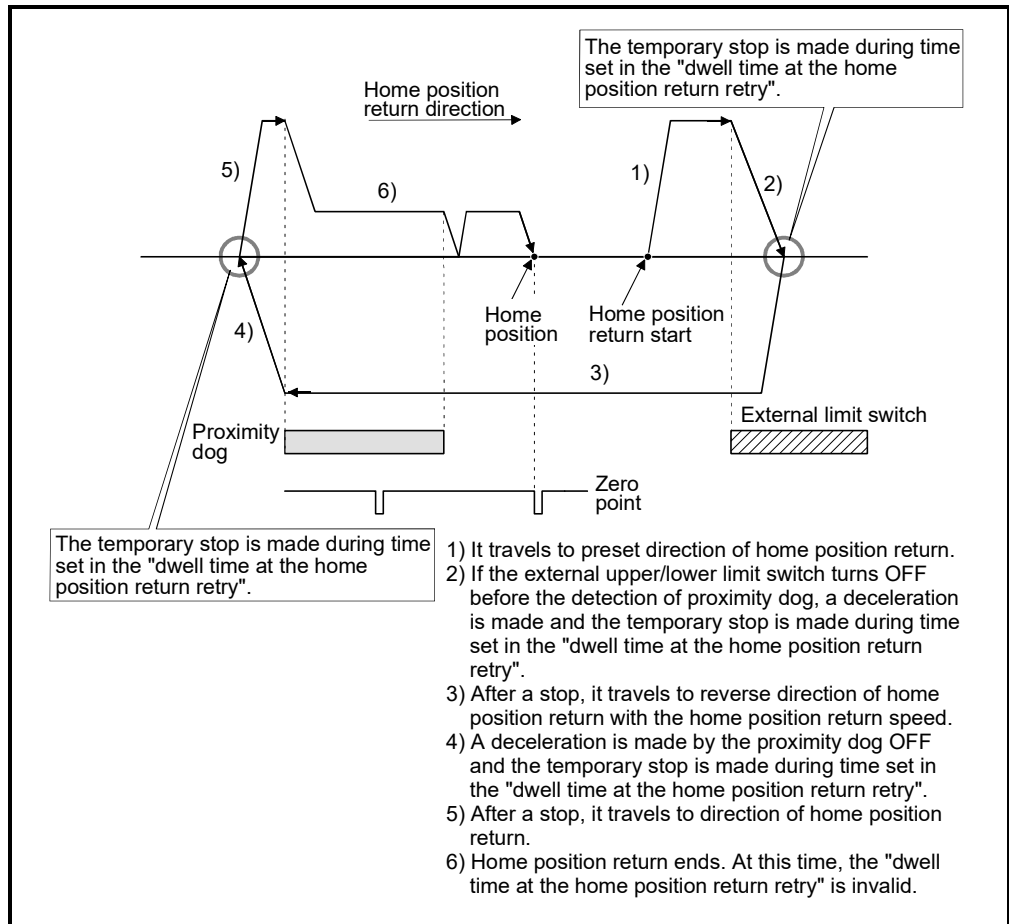 The temporary stop is made during time
set in the "dwell time at the home
position return retry".
Home position
return direction
1)
2)
5)
6)
Home
position
Home position
return start
4)
3)
External limit switch
Proximity
dog
Zero
point
The temporary stop is made during time
set in the "dwell time at the home
position return retry".
1) It travels to preset direction of home position return.
2) If the external upper/lower limit switch turns OFF
before the detection of proximity dog, a deceleration
is made and the temporary stop is made during time
set in the "dwell time at the home position return
retry".
3) After a stop, it travels to reverse direction of home
position return with the home position return speed.
4) A deceleration is made by the proximity dog OFF
and the temporary stop is made during time set in
the "dwell time at the home position return retry".
5) After a stop, it travels to direction of home position
return.
6) Home position return ends. At this time, the "dwell
time at the home position return retry" is invalid.